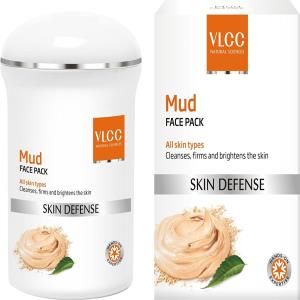 VLCC
NATURAL SCIENCES
Mud
FACE PACK
All skin types
Cleanses, firms and brightens the skin
SKIN DEFENSE
VLCC
NATURAL SCIENCES
Mud
FACE PACK
All skin types
Cleanses, firms and brightens the skin
SKIN DEFENSE